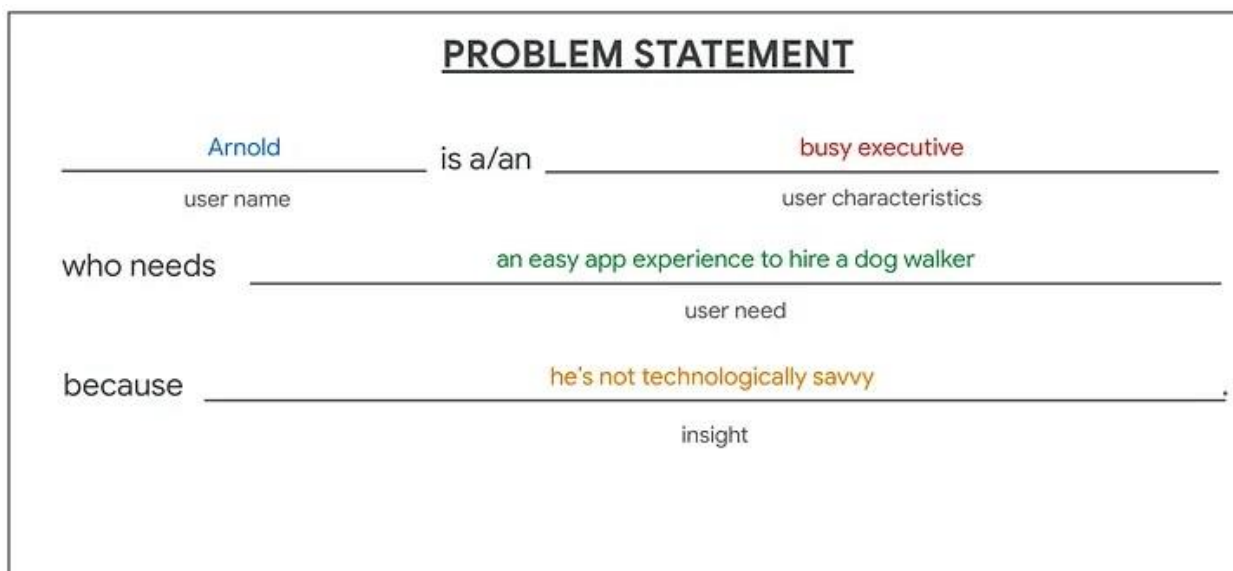 PROBLEM STATEMENT
Arnold is a/an busy executive
user name user characteristics
who needs an easy app experience to hire a dog walker
user need
because he's not technologically savvy .
insight